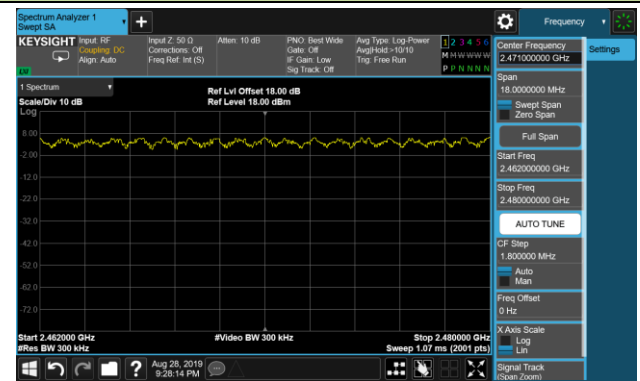 Spectrum Analyzer 1
Swept SA
Frequency
KEYSIGHT
Input: RF
Coupling: DC
Align: Auto
Input Z: 50 Ω
Corrections: Off
Freq Ref: Int (S)
Atten: 10 dB
PNO: Best Wide
Gate: Off
IF Gain: Low
Sig Track: Off
Avg Type: Log-Power
Avg|Hold:>10/10
Trig: Free Run
1 2 3 4 5 6
M M W W W W
P P N N N N
Center Frequency
2.471000000 GHz
Settings
Span
18.0000000 MHz
Swept Span
Zero Span
Full Span
Start Freq
2.462000000 GHz
Stop Freq
2.480000000 GHz
AUTO TUNE
CF Step
1.800000 MHz
Auto
Man
Freq Offset
0 Hz
X Axis Scale
Log
Lin
Signal Track
(Span Zoom)
1 Spectrum
Scale/Div 10 dB
Ref Lvl Offset 18.00 dB
Ref Level 18.00 dBm
Log
8.00
-2.00
-12.0
-22.0
-32.0
-42.0
-52.0
-62.0
-72.0
Start 2.462000 GHz
#Res BW 300 kHz
#Video BW 300 kHz
Stop 2.480000 GHz
Sweep 1.07 ms (2001 pts)
?
Aug 28, 2019
9:28:14 PM